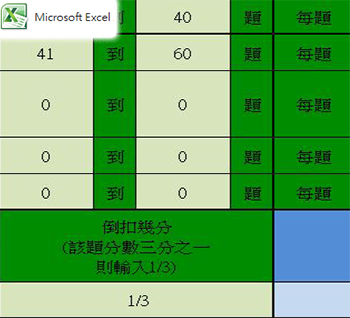 Microsoft Excel
到 40 題 每題
41 到 60 題 每題
0 到 0 題 每題
0 到 0 題 每題
0 到 0 題 每題
倒扣幾分
(該題分數三分之一
則輸入1/3)
1/3